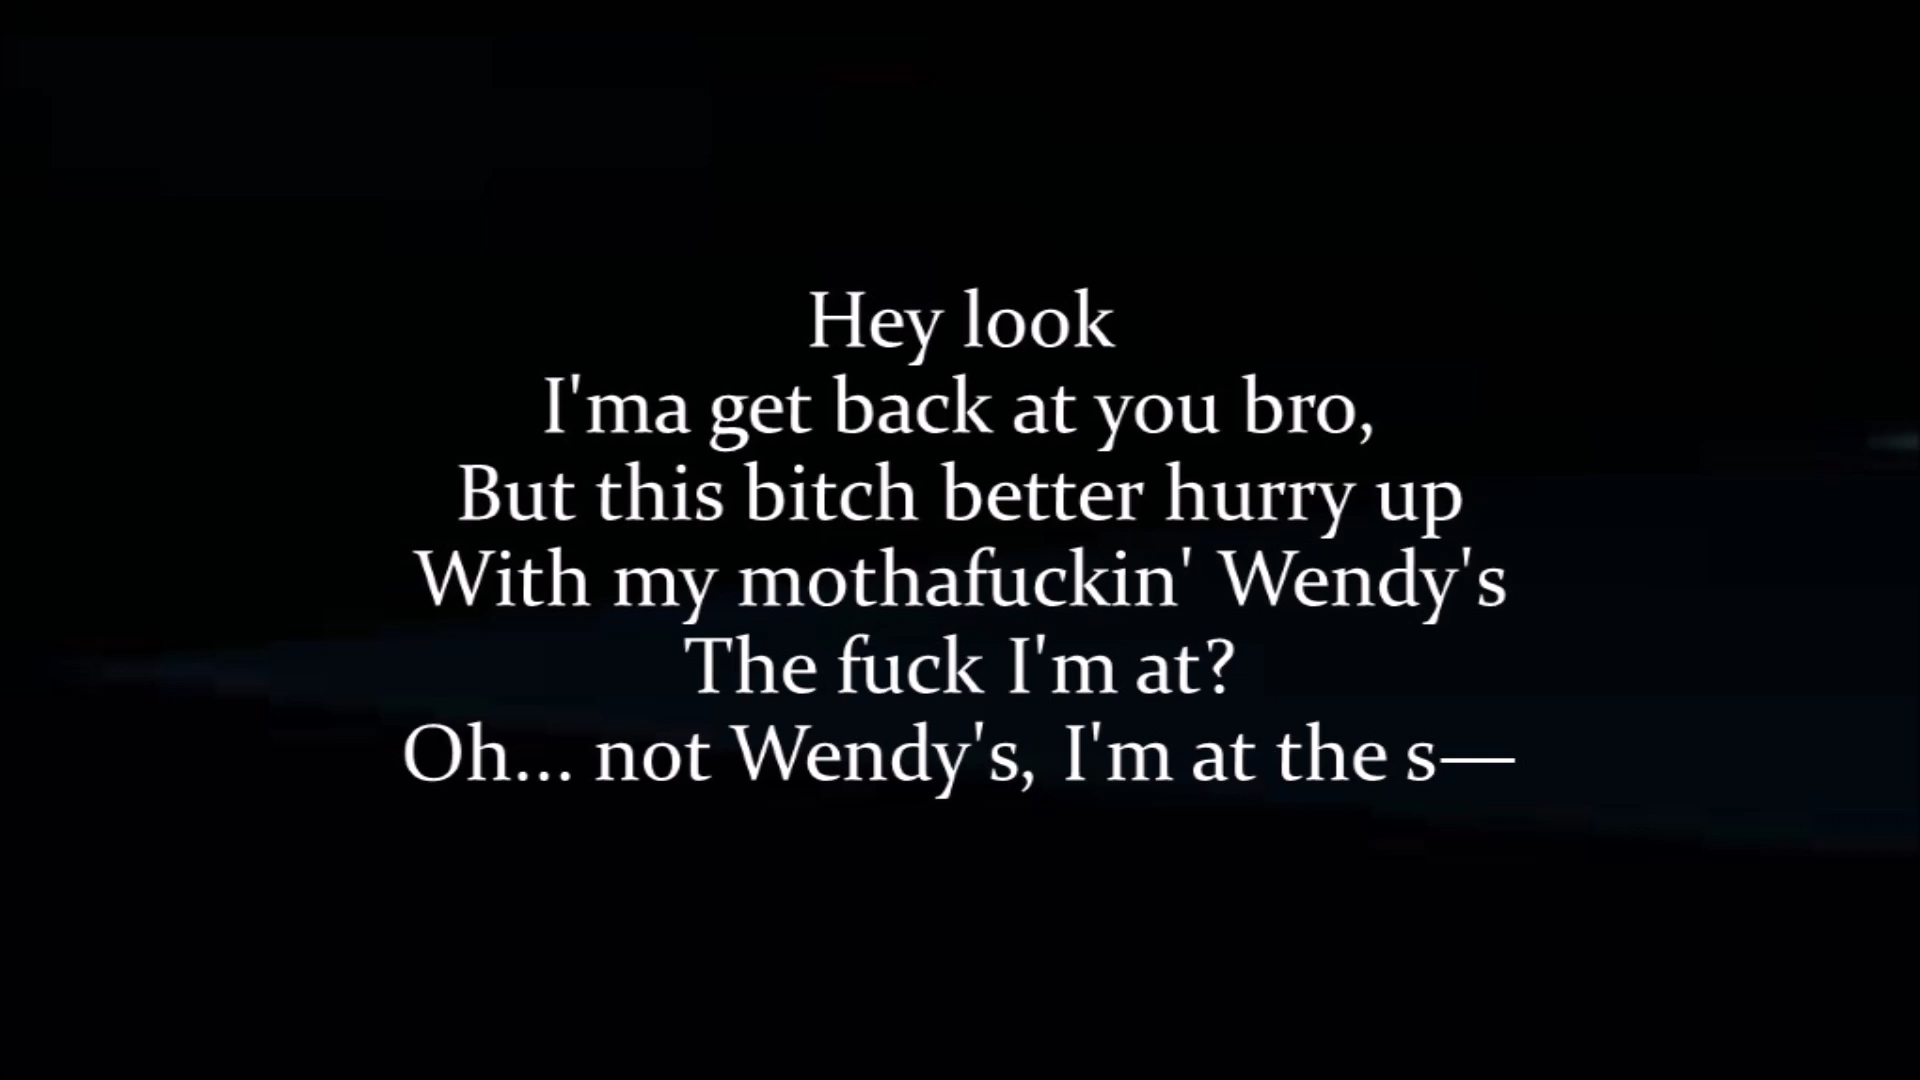 Hey look
I'ma get back at you bro,
But this bitch better hurry up
With my mothafuckin' Wendy's
The fuck I'm at?
Oh... not Wendy's, I'm at the s—